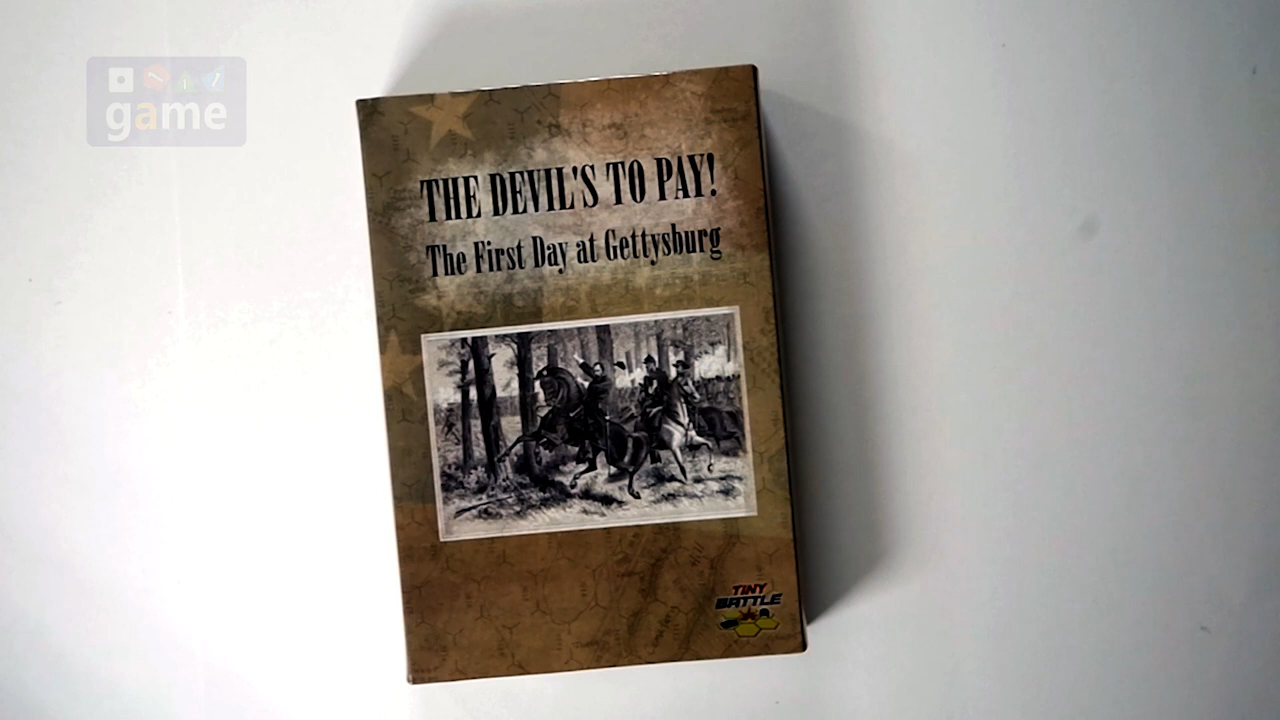 game
THE DEVIL'S TO PAY!
The First Day at Gettysburg
TINY
BATTLE